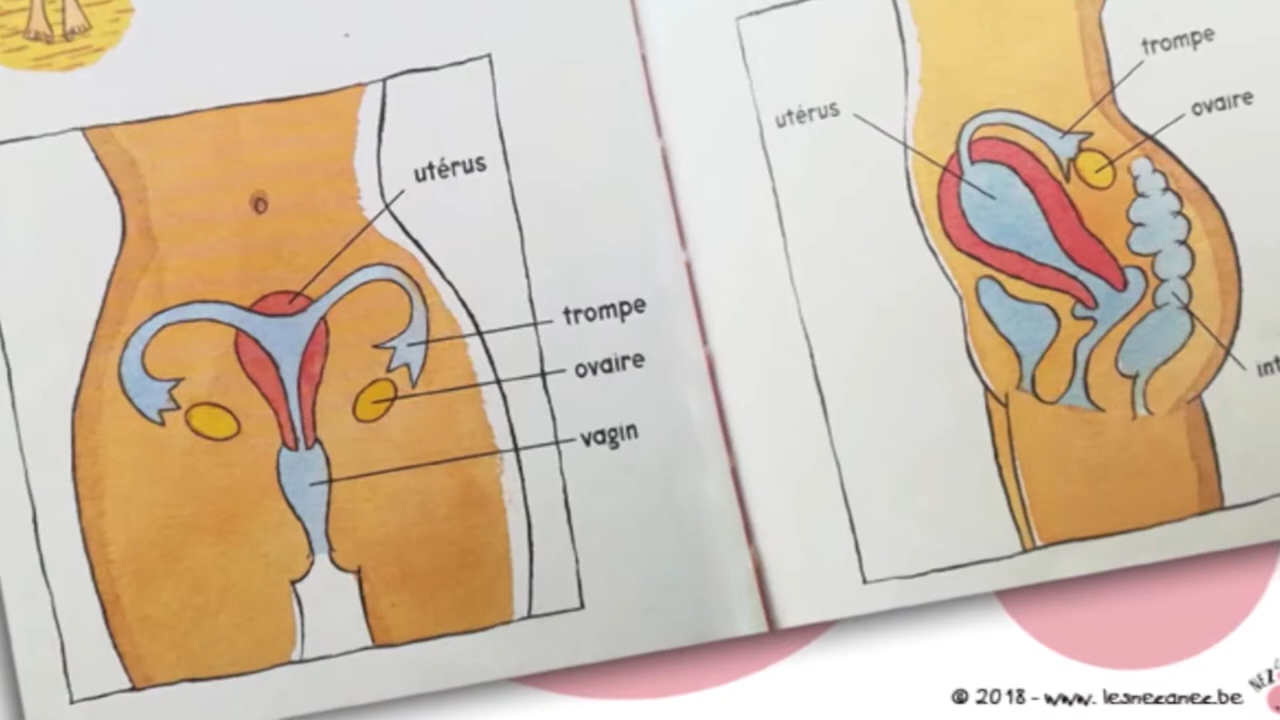 utérus
trompe
ovaire
vagin
utérus
trompe
ovaire
© 2018 - www.lesnezanez.be